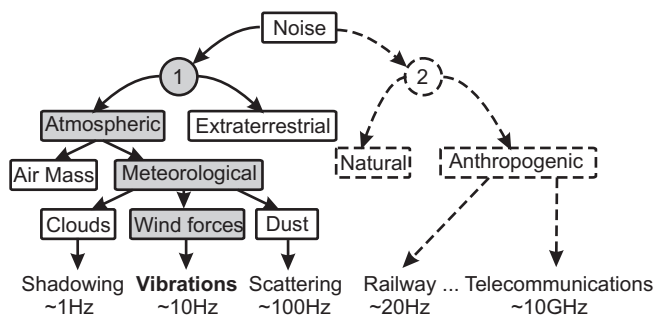 Noise
1
2
Atmospheric
Extraterrestrial
Natural
Anthropogenic
Air Mass
Meteorological
Clouds
Wind forces
Dust
Shadowing
~1Hz
Vibrations
~10Hz
Scattering
~100Hz
Railway ... Telecommunications
~20Hz
~10GHz